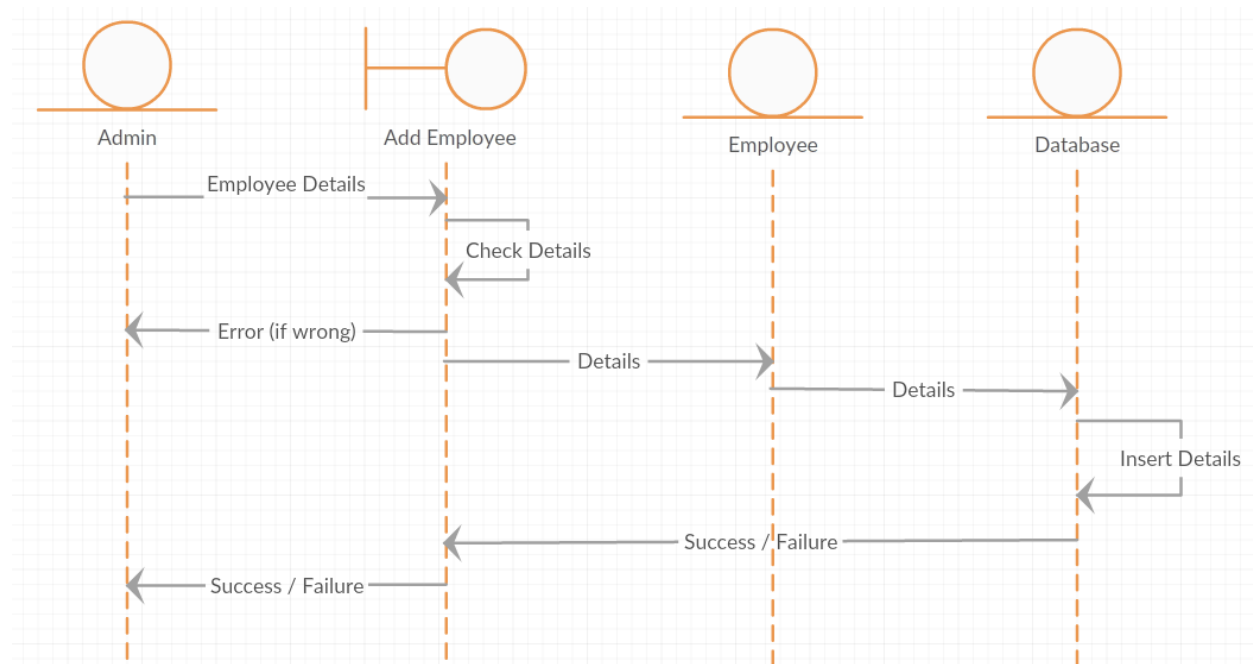 Admin
Add Employee
Employee
Database
Employee Details
Check Details
Error (if wrong)
Details
Details
Insert Details
Success / Failure
Success / Failure